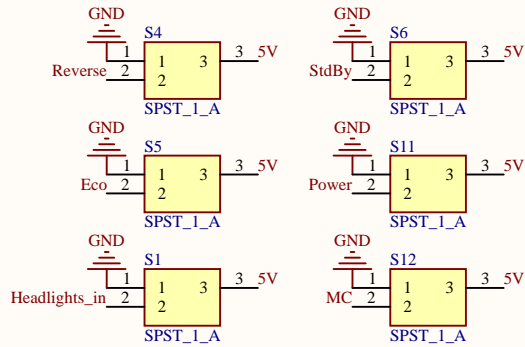 GND
S4
1 1 3 3 5V
Reverse 2 2
SPST_1_A
GND
S6
1 1 3 3 5V
StdBy 2 2
SPST_1_A
GND
S5
1 1 3 3 5V
Eco 2 2
SPST_1_A
GND
S11
1 1 3 3 5V
Power 2 2
SPST_1_A
GND
S1
1 1 3 3 5V
Headlights_in 2 2
SPST_1_A
GND
S12
1 1 3 3 5V
MC 2 2
SPST_1_A